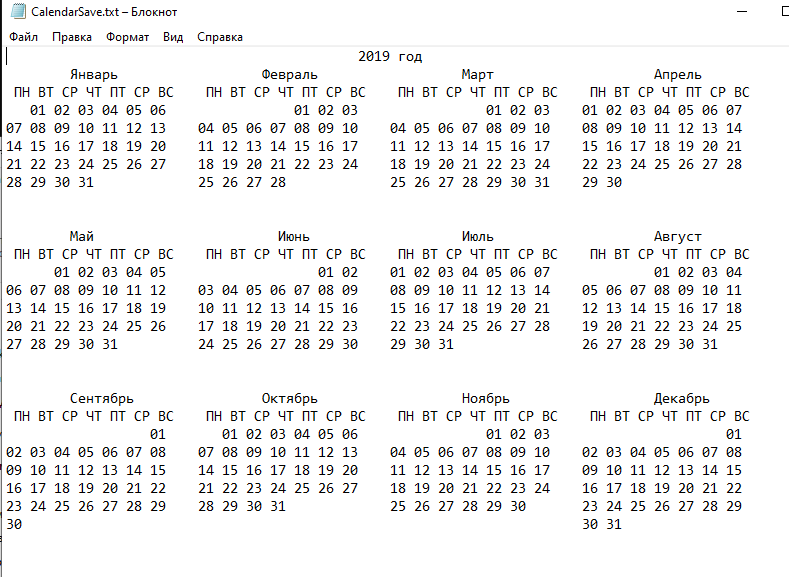 CalendarSave.txt – Блокнот
Файл Правка Формат Вид Справка
2019 год
Январь Февраль Март Апрель
ПН ВТ СР ЧТ ПТ СР ВС ПН ВТ СР ЧТ ПТ СР ВС ПН ВТ СР ЧТ ПТ СР ВС ПН ВТ СР ЧТ ПТ СР ВС
01 02 03 04 05 06 01 02 03 01 02 03 01 02 03 04 05 06 07
07 08 09 10 11 12 13 04 05 06 07 08 09 10 04 05 06 07 08 09 10 08 09 10 11 12 13 14
14 15 16 17 18 19 20 11 12 13 14 15 16 17 11 12 13 14 15 16 17 15 16 17 18 19 20 21
21 22 23 24 25 26 27 18 19 20 21 22 23 24 18 19 20 21 22 23 24 22 23 24 25 26 27 28
28 29 30 31 25 26 27 28 25 26 27 28 29 30 31 29 30
Май Июнь Июль Август
ПН ВТ СР ЧТ ПТ СР ВС ПН ВТ СР ЧТ ПТ СР ВС ПН ВТ СР ЧТ ПТ СР ВС ПН ВТ СР ЧТ ПТ СР ВС
01 02 03 04 05 01 02 01 02 03 04 05 06 07 01 02 03 04
06 07 08 09 10 11 12 03 04 05 06 07 08 09 08 09 10 11 12 13 14 05 06 07 08 09 10 11
13 14 15 16 17 18 19 10 11 12 13 14 15 16 15 16 17 18 19 20 21 12 13 14 15 16 17 18
20 21 22 23 24 25 26 17 18 19 20 21 22 23 22 23 24 25 26 27 28 19 20 21 22 23 24 25
27 28 29 30 31 24 25 26 27 28 29 30 29 30 31 26 27 28 29 30 31
Сентябрь Октябрь Ноябрь Декабрь
ПН ВТ СР ЧТ ПТ СР ВС ПН ВТ СР ЧТ ПТ СР ВС ПН ВТ СР ЧТ ПТ СР ВС ПН ВТ СР ЧТ ПТ СР ВС
01 01 02 03 04 05 06 01 02 03 01
02 03 04 05 06 07 08 07 08 09 10 11 12 13 04 05 06 07 08 09 10 02 03 04 05 06 07 08
09 10 11 12 13 14 15 14 15 16 17 18 19 20 11 12 13 14 15 16 17 09 10 11 12 13 14 15
16 17 18 19 20 21 22 21 22 23 24 25 26 27 18 19 20 21 22 23 24 16 17 18 19 20 21 22
23 24 25 26 27 28 29 28 29 30 31 25 26 27 28 29 30 23 24 25 26 27 28 29
30 30 31